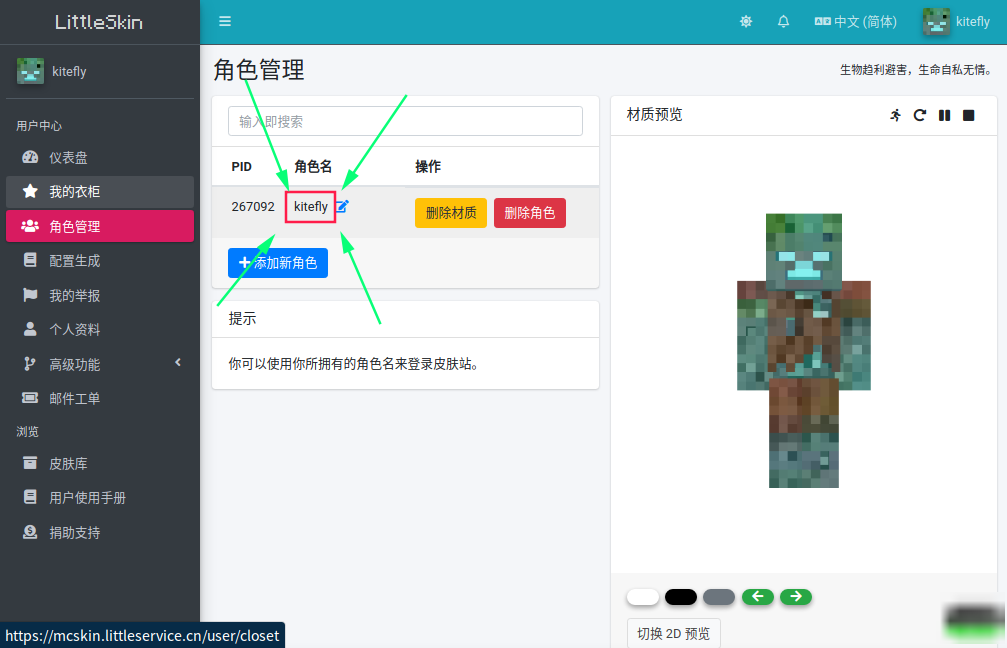 LittleSkin
中文 (简体)
kitefly
kitefly
角色管理
生物趋利避害，生命自私无情。
用户中心
仪表盘
我的衣柜
角色管理
配置生成
我的举报
个人资料
高级功能
邮件工单
浏览
皮肤库
用户使用手册
捐助支持
输入即搜索
PID 角色名 操作
267092 kitefly 删除材质 删除角色
添加新角色
提示
你可以使用你所拥有的角色名来登录皮肤站。
材质预览
切换 2D 预览
https://mcskin.littleservice.cn/user/closet